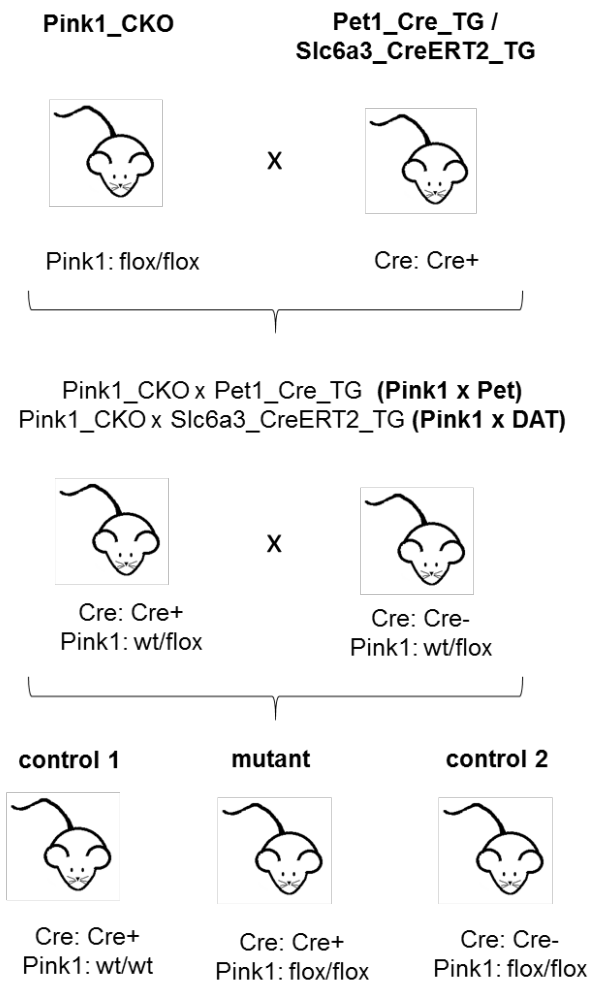 Pink1_CKO
Pet1_Cre_TG /
Slc6a3_CreERT2_TG
x
Pink1: flox/flox
Cre: Cre+
Pink1_CKO x Pet1_Cre_TG (Pink1 x Pet)
Pink1_CKO x Slc6a3_CreERT2_TG (Pink1 x DAT)
x
Cre: Cre+
Pink1: wt/flox
Cre: Cre-
Pink1: wt/flox
control 1
mutant
control 2
Cre: Cre+
Pink1: wt/wt
Cre: Cre+
Pink1: flox/flox
Cre: Cre-
Pink1: flox/flox